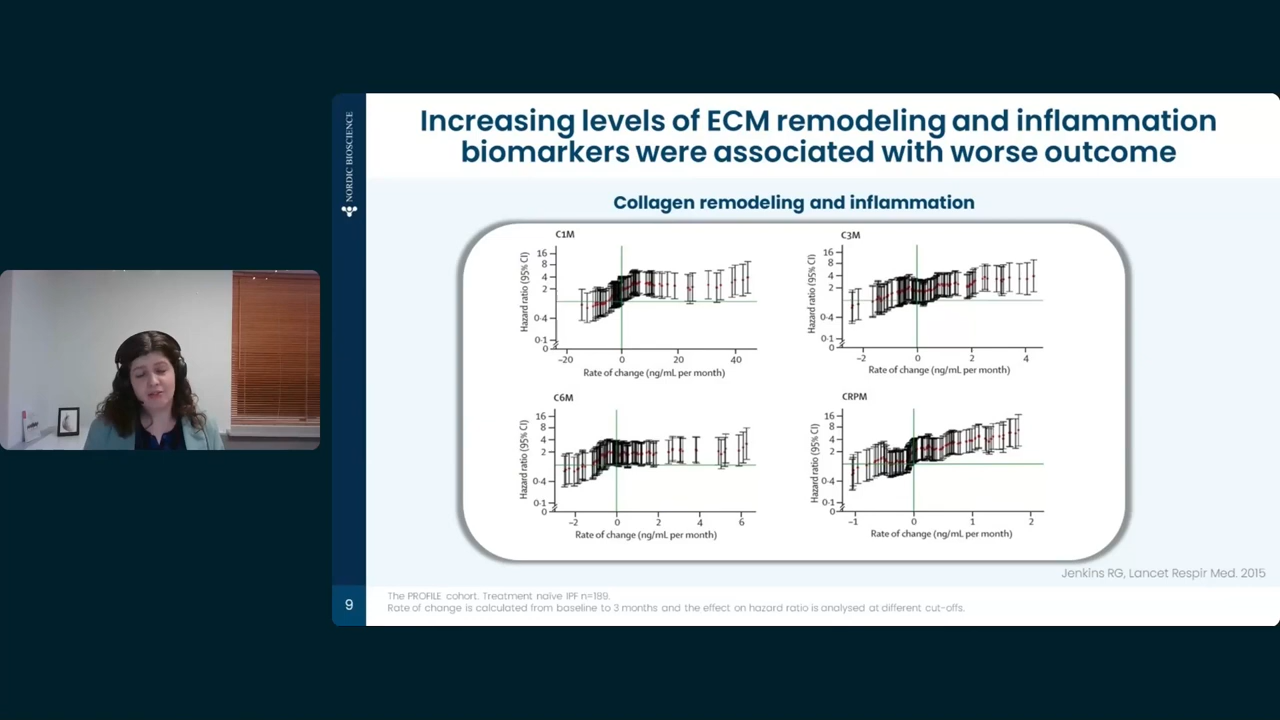 NORDIC BIOSCIENCE
Increasing levels of ECM remodeling and inflammation
biomarkers were associated with worse outcome
Collagen remodeling and inflammation
C1M
Hazard ratio (95% CI)
16
8
4
2
0·4
0·1
0
−20
0
20
40
Rate of change (ng/mL per month)
C3M
Hazard ratio (95% CI)
16
8
4
2
0·4
0·1
0
−2
0
2
4
Rate of change (ng/mL per month)
C6M
Hazard ratio (95% CI)
16
8
4
2
0·4
0·1
0
−2
0
2
4
6
Rate of change (ng/mL per month)
CRPM
Hazard ratio (95% CI)
16
8
4
2
0·4
0·1
0
−1
0
1
2
Rate of change (ng/mL per month)
Jenkins RG, Lancet Respir Med. 2015
9
The PROFILE cohort. Treatment naïve IPF n=189.
Rate of change is calculated from baseline to 3 months and the effect on hazard ratio is analysed at different cut-offs.